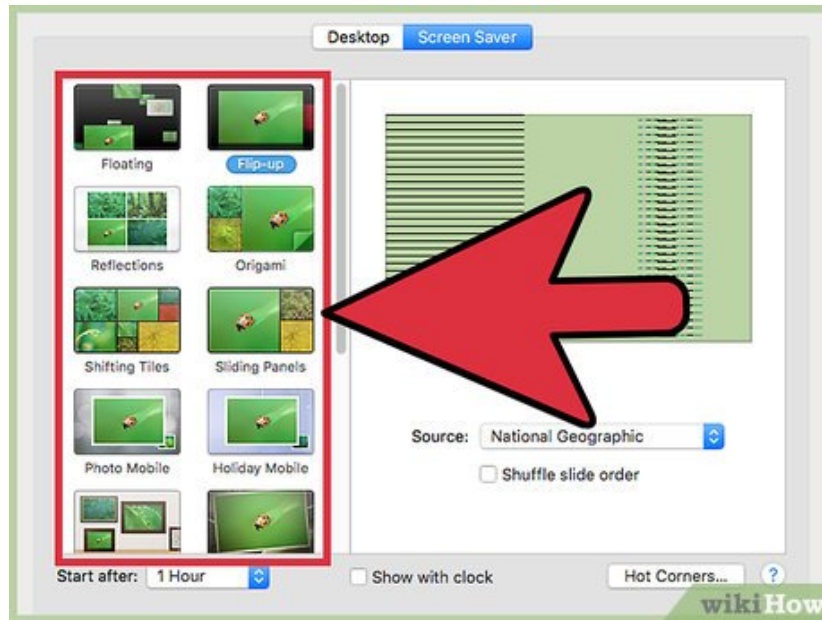 Desktop Screen Saver
Floating Flip-up
Reflections Origami
Shifting Tiles Sliding Panels
Photo Mobile Holiday Mobile
Source: National Geographic
Shuffle slide order
Start after: 1 Hour Show with clock Hot Corners... ?
wikiHow